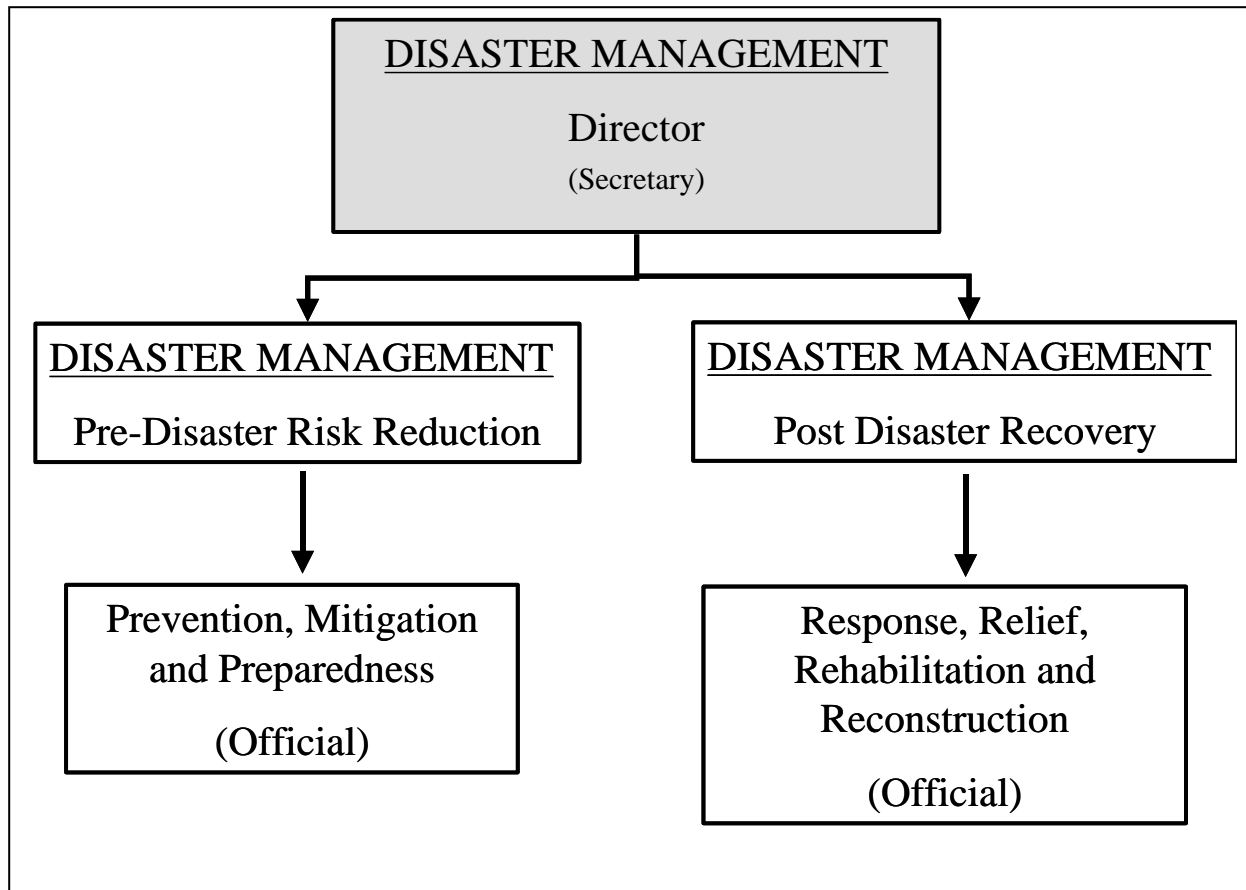 DISASTER MANAGEMENT
Director
(Secretary)
DISASTER MANAGEMENT
Pre-Disaster Risk Reduction
DISASTER MANAGEMENT
Post Disaster Recovery
Prevention, Mitigation
and Preparedness
(Official)
Response, Relief,
Rehabilitation and
Reconstruction
(Official)